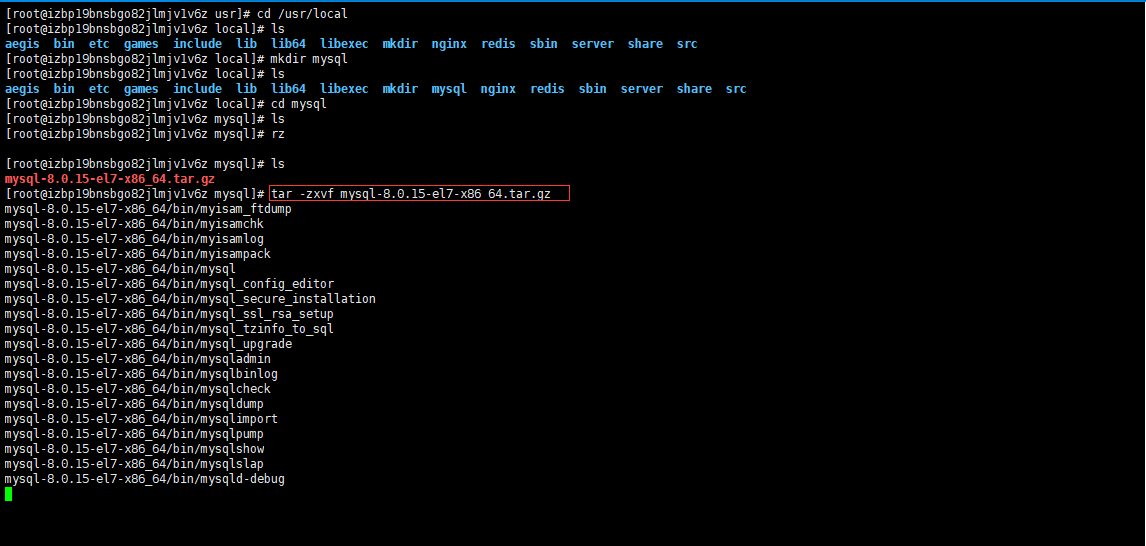 [root@izbp19bnsbgo82jlmjv1v6z usr]# cd /usr/local
[root@izbp19bnsbgo82jlmjv1v6z local]# ls
aegis bin etc games include lib lib64 libexec mkdir nginx redis sbin server share src
[root@izbp19bnsbgo82jlmjv1v6z local]# mkdir mysql
[root@izbp19bnsbgo82jlmjv1v6z local]# ls
aegis bin etc games include lib lib64 libexec mkdir mysql nginx redis sbin server share src
[root@izbp19bnsbgo82jlmjv1v6z local]# cd mysql
[root@izbp19bnsbgo82jlmjv1v6z mysql]# ls
[root@izbp19bnsbgo82jlmjv1v6z mysql]# rz
[root@izbp19bnsbgo82jlmjv1v6z mysql]# ls
mysql-8.0.15-el7-x86_64.tar.gz
[root@izbp19bnsbgo82jlmjv1v6z mysql]# tar -zxvf mysql-8.0.15-el7-x86_64.tar.gz
mysql-8.0.15-el7-x86_64/bin/myisam_ftdump
mysql-8.0.15-el7-x86_64/bin/myisamchk
mysql-8.0.15-el7-x86_64/bin/myisamlog
mysql-8.0.15-el7-x86_64/bin/myisampack
mysql-8.0.15-el7-x86_64/bin/mysql
mysql-8.0.15-el7-x86_64/bin/mysql_config_editor
mysql-8.0.15-el7-x86_64/bin/mysql_secure_installation
mysql-8.0.15-el7-x86_64/bin/mysql_ssl_rsa_setup
mysql-8.0.15-el7-x86_64/bin/mysql_tzinfo_to_sql
mysql-8.0.15-el7-x86_64/bin/mysql_upgrade
mysql-8.0.15-el7-x86_64/bin/mysqladmin
mysql-8.0.15-el7-x86_64/bin/mysqlbinlog
mysql-8.0.15-el7-x86_64/bin/mysqlcheck
mysql-8.0.15-el7-x86_64/bin/mysqldump
mysql-8.0.15-el7-x86_64/bin/mysqlimport
mysql-8.0.15-el7-x86_64/bin/mysqlpump
mysql-8.0.15-el7-x86_64/bin/mysqlshow
mysql-8.0.15-el7-x86_64/bin/mysqlslap
mysql-8.0.15-el7-x86_64/bin/mysqld-debug